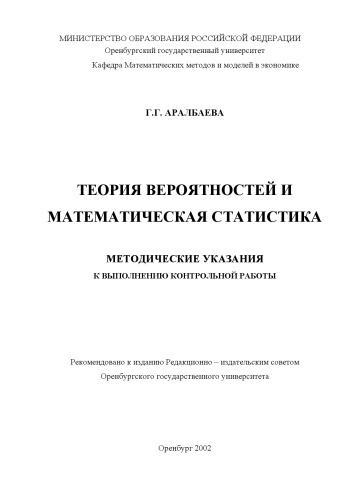 МИНИСТЕРСТВО ОБРАЗОВАНИЯ РОССИЙСКОЙ ФЕДЕРАЦИИ
Оренбургский государственный университет
Кафедра Математических методов и моделей в экономике
Г.Г. АРАЛБАЕВА
ТЕОРИЯ ВЕРОЯТНОСТЕЙ И
МАТЕМАТИЧЕСКАЯ СТАТИСТИКА
МЕТОДИЧЕСКИЕ УКАЗАНИЯ
К ВЫПОЛНЕНИЮ КОНТРОЛЬНОЙ РАБОТЫ
Рекомендовано к изданию Редакционно – издательским советом
Оренбургского государственного университета
Оренбург 2002